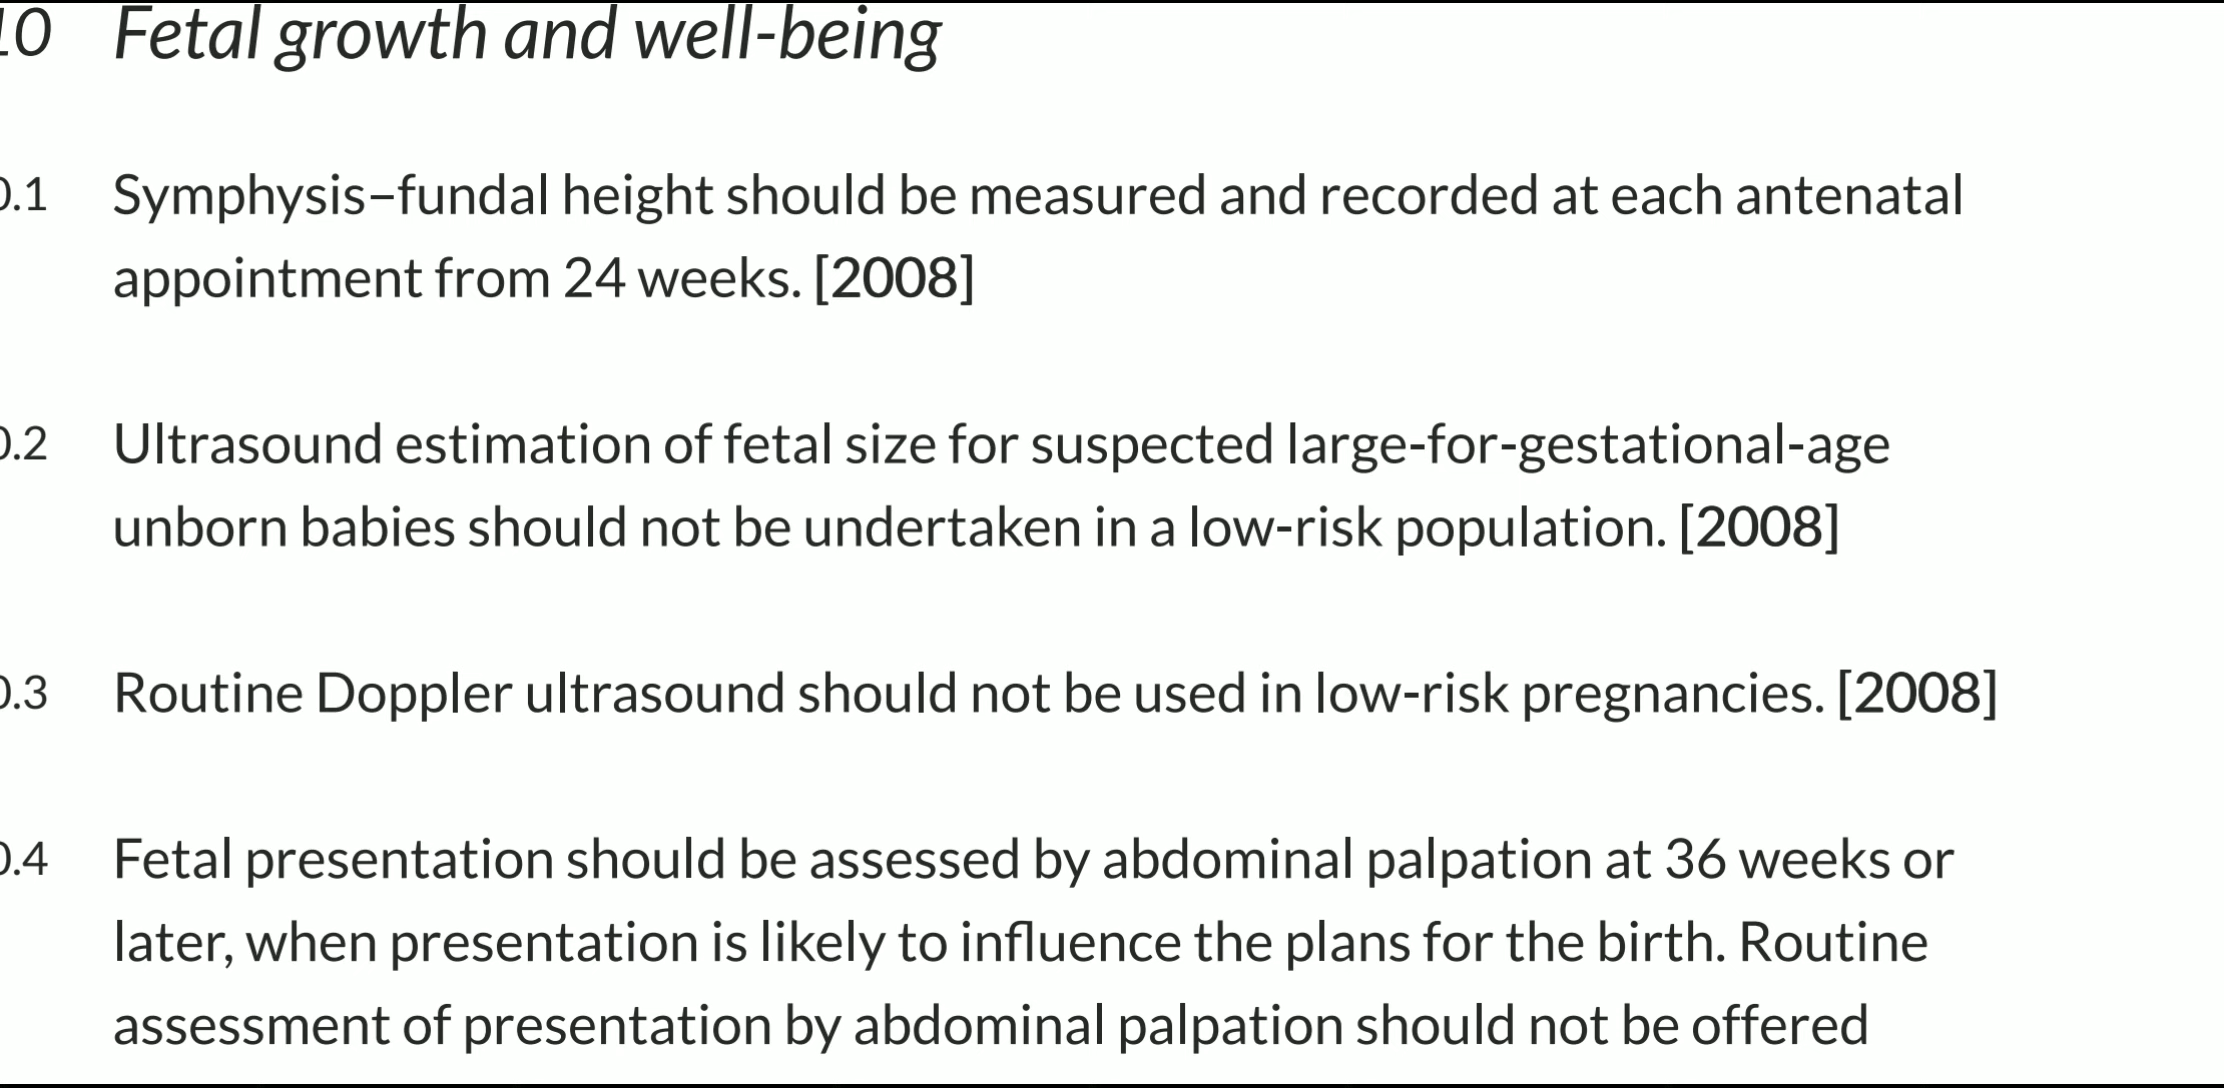 10 Fetal growth and well-being
0.1 Symphysis–fundal height should be measured and recorded at each antenatal
appointment from 24 weeks. [2008]
0.2 Ultrasound estimation of fetal size for suspected large-for-gestational-age
unborn babies should not be undertaken in a low-risk population. [2008]
0.3 Routine Doppler ultrasound should not be used in low-risk pregnancies. [2008]
0.4 Fetal presentation should be assessed by abdominal palpation at 36 weeks or
later, when presentation is likely to influence the plans for the birth. Routine
assessment of presentation by abdominal palpation should not be offered